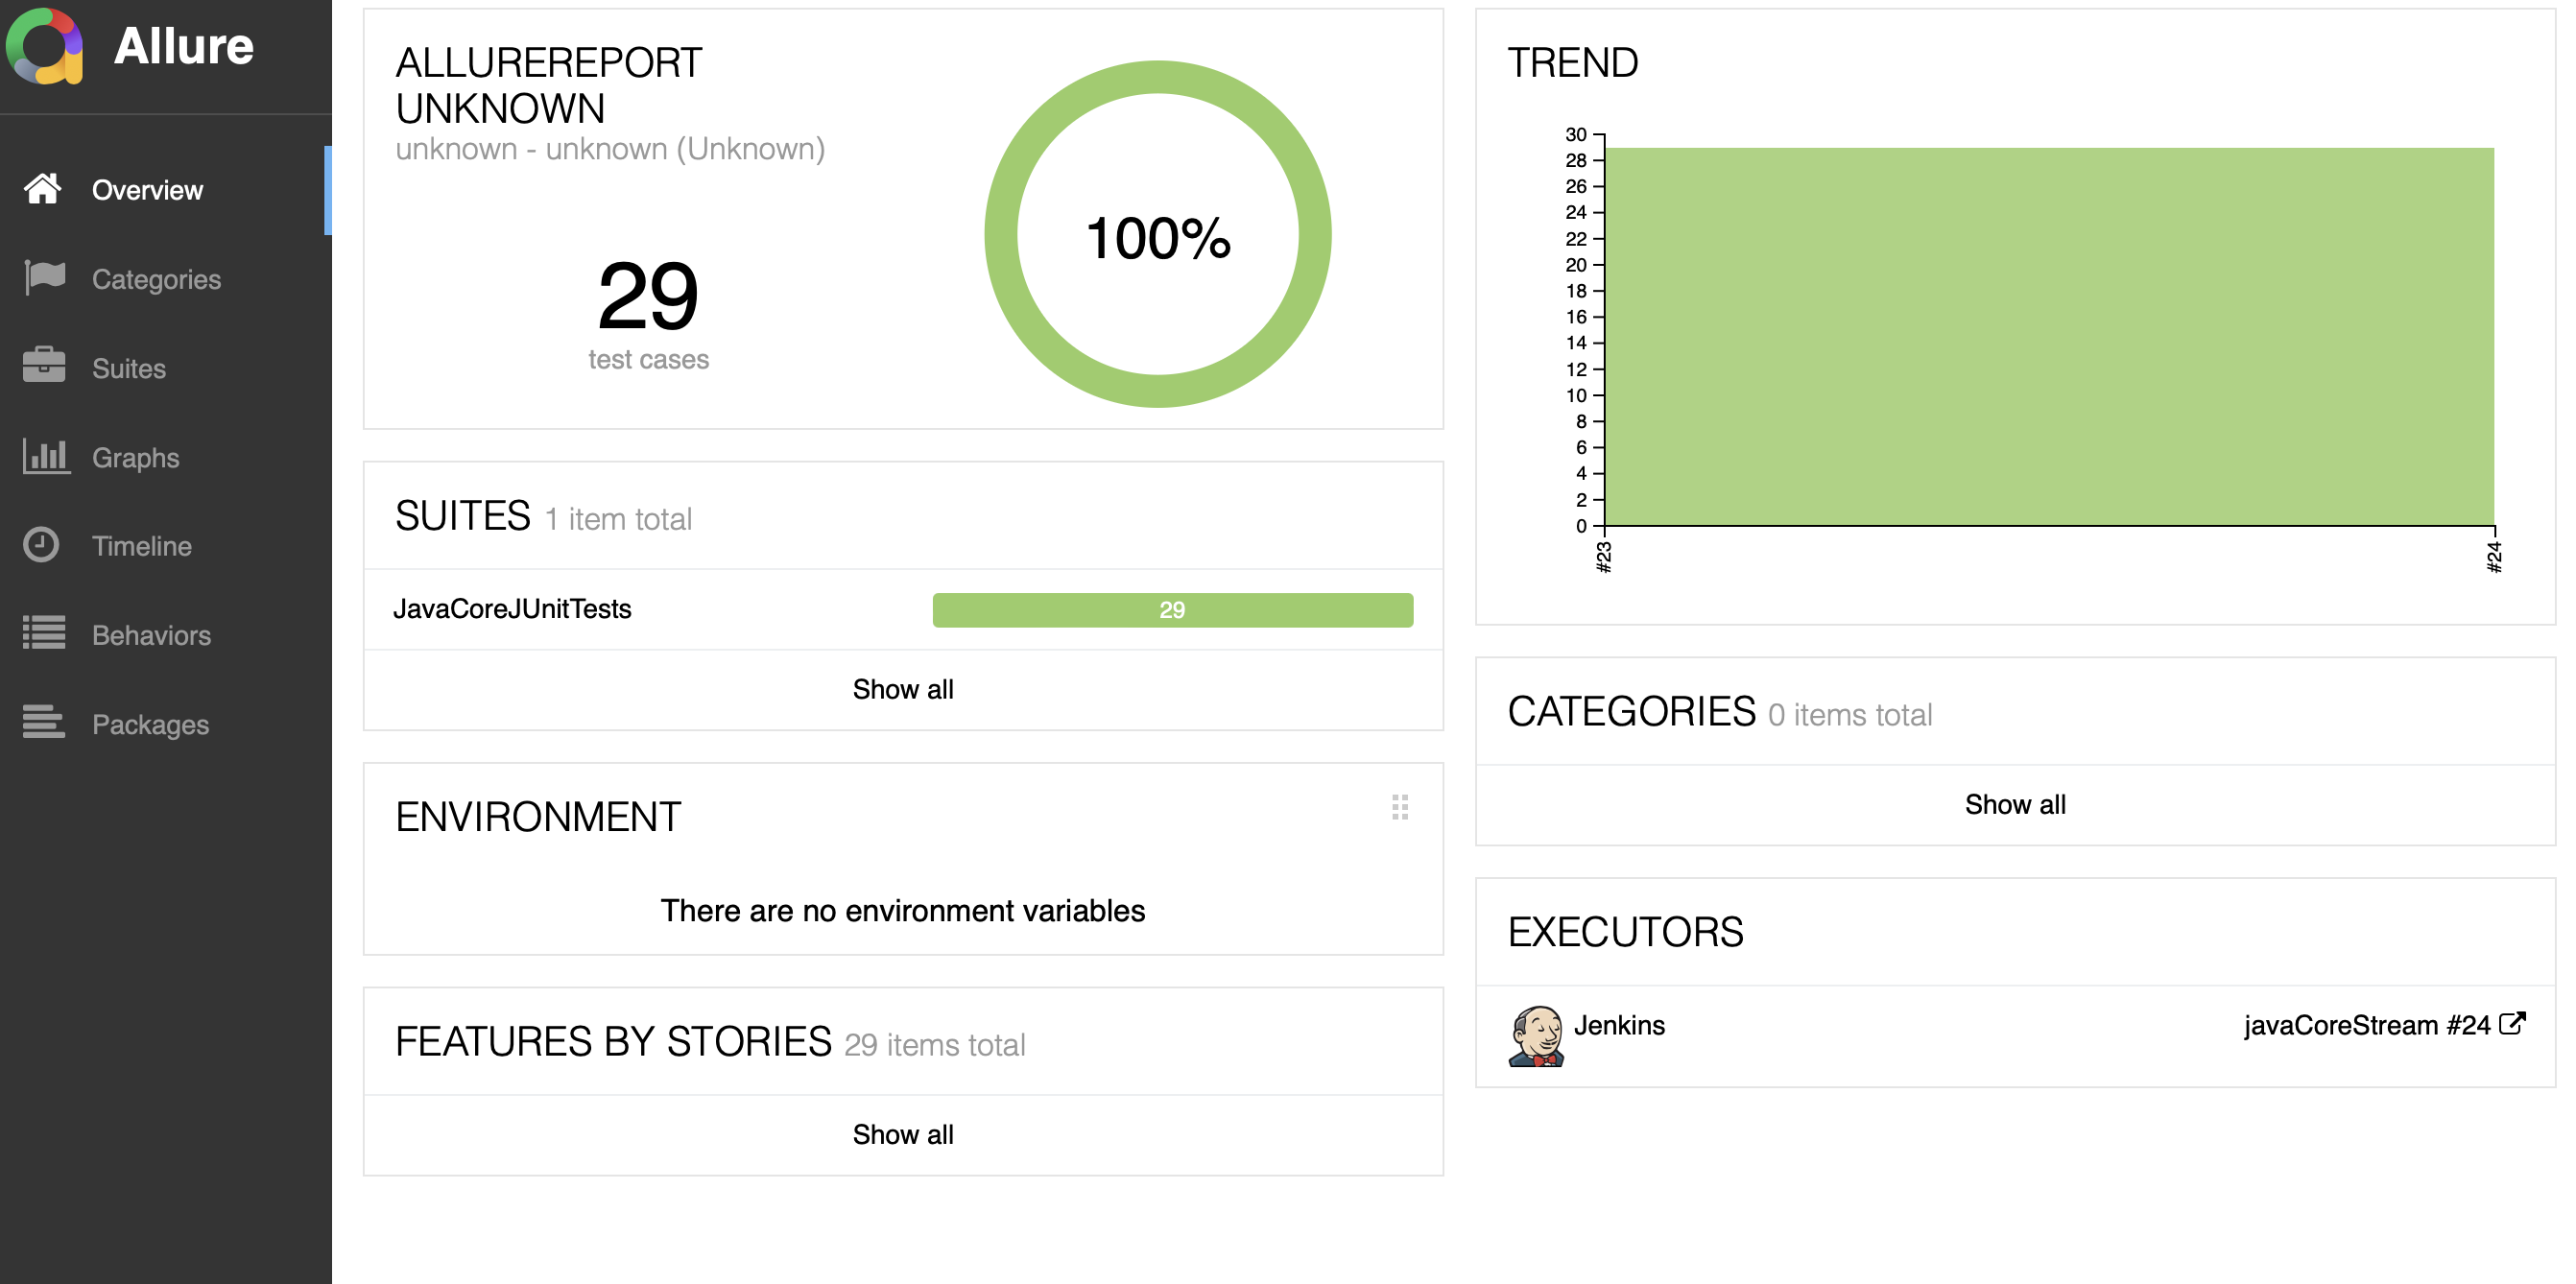 Allure
Overview
Categories
Suites
Graphs
Timeline
Behaviors
Packages
ALLUREREPORT
UNKNOWN
unknown - unknown (Unknown)
29
test cases
100%
SUITES 1 item total
JavaCoreJUnitTests 29
Show all
ENVIRONMENT
There are no environment variables
FEATURES BY STORIES 29 items total
Show all
TREND
30
28
26
24
22
20
18
16
14
12
10
8
6
4
2
0
#23
#24
CATEGORIES 0 items total
Show all
EXECUTORS
Jenkins javaCoreStream #24